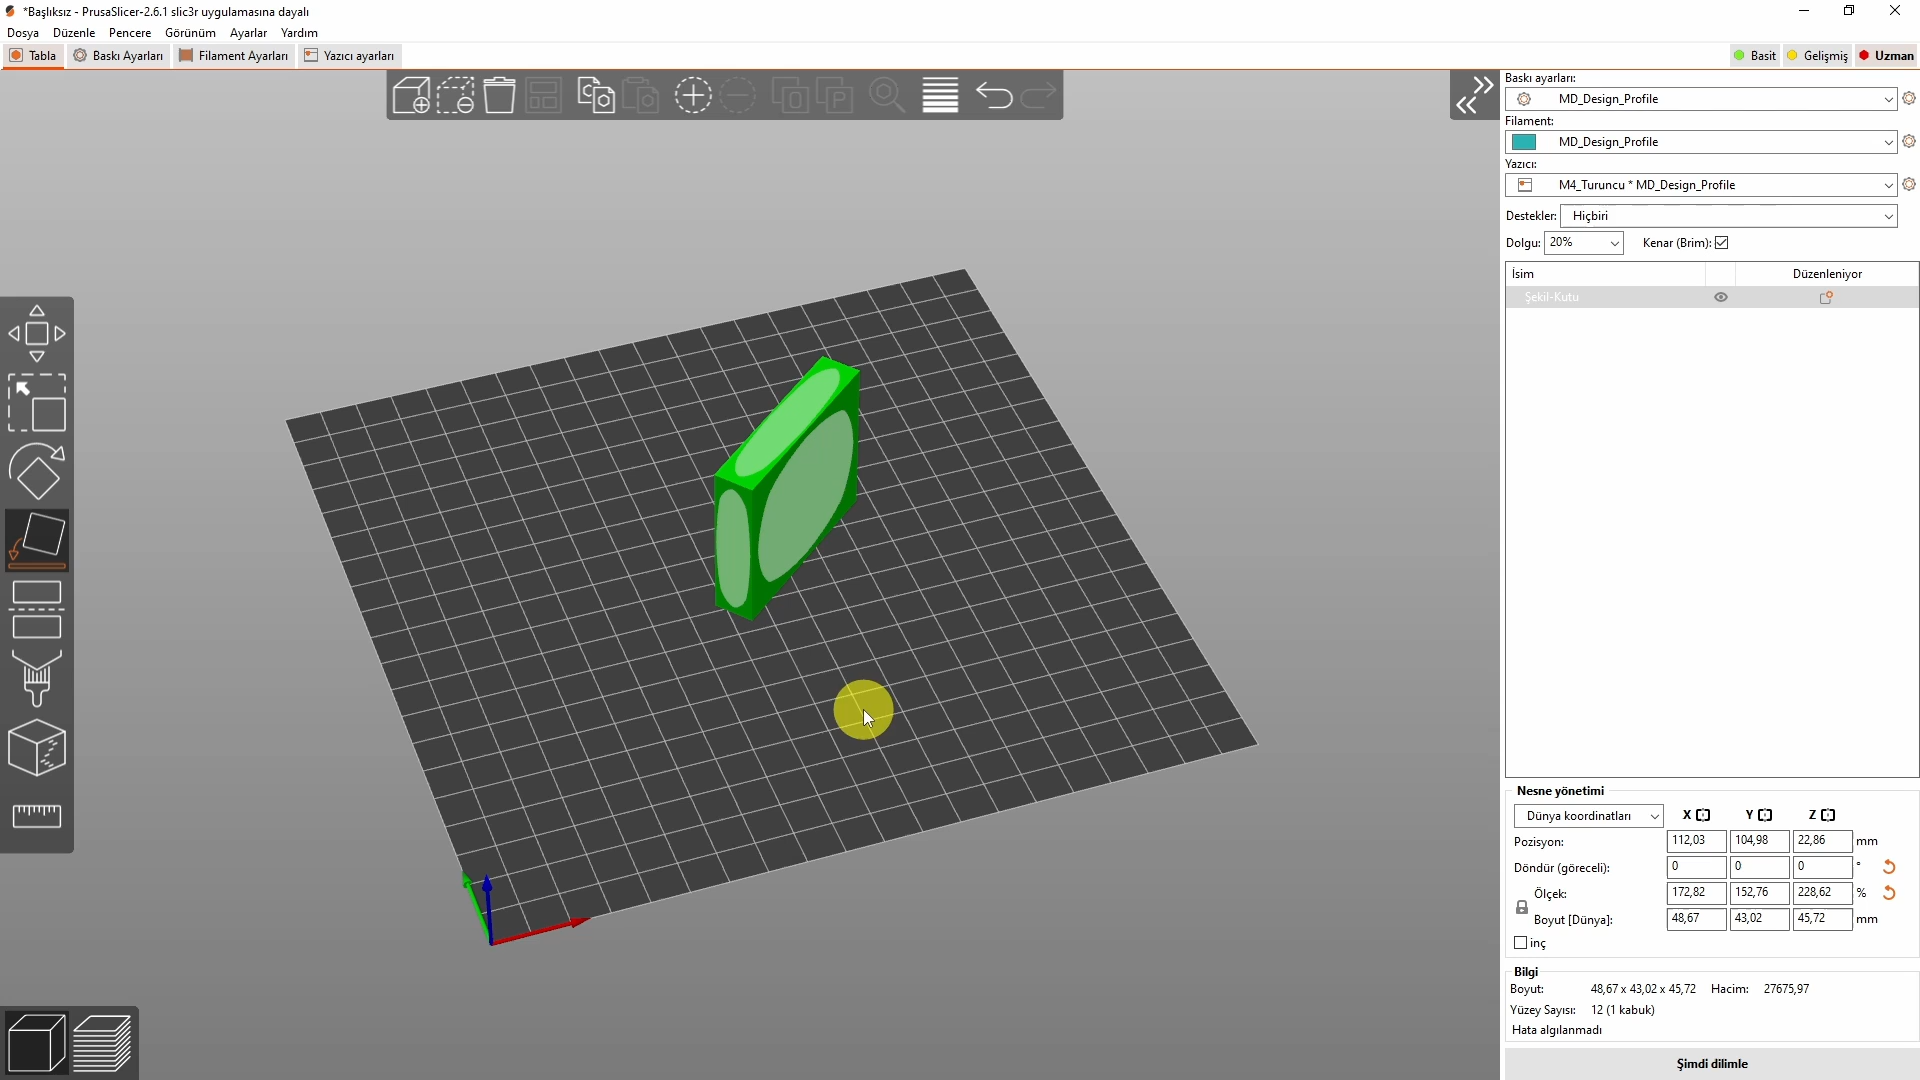 *Başlıksız - PrusaSlicer-2.6.1 slic3r uygulamasına dayalı
Dosya Düzenle Pencere Görünüm Ayarlar Yardım
Tabla Baskı Ayarları Filament Ayarları Yazıcı ayarları Basit Gelişmiş Uzman
Baskı ayarları:
MD_Design_Profile
Filament:
MD_Design_Profile
Yazıcı:
M4_Turuncu * MD_Design_Profile
Destekler: Hiçbiri
Dolgu: 20% Kenar (Brim):
İsim Düzenleniyor
Şekil-Kutu
Nesne yönetimi
Dünya koordinatları X Y Z
Pozisyon: 112,03 104,98 22,86 mm
Döndür (göreceli): 0 0 0 °
Ölçek: 172,82 152,76 228,62 %
Boyut [Dünya]: 48,67 43,02 45,72 mm
inç
Bilgi
Boyut: 48,67 x 43,02 x 45,72 Hacim: 27675,97
Yüzey Sayısı: 12 (1 kabuk)
Hata algılanmadı
Şimdi dilimle